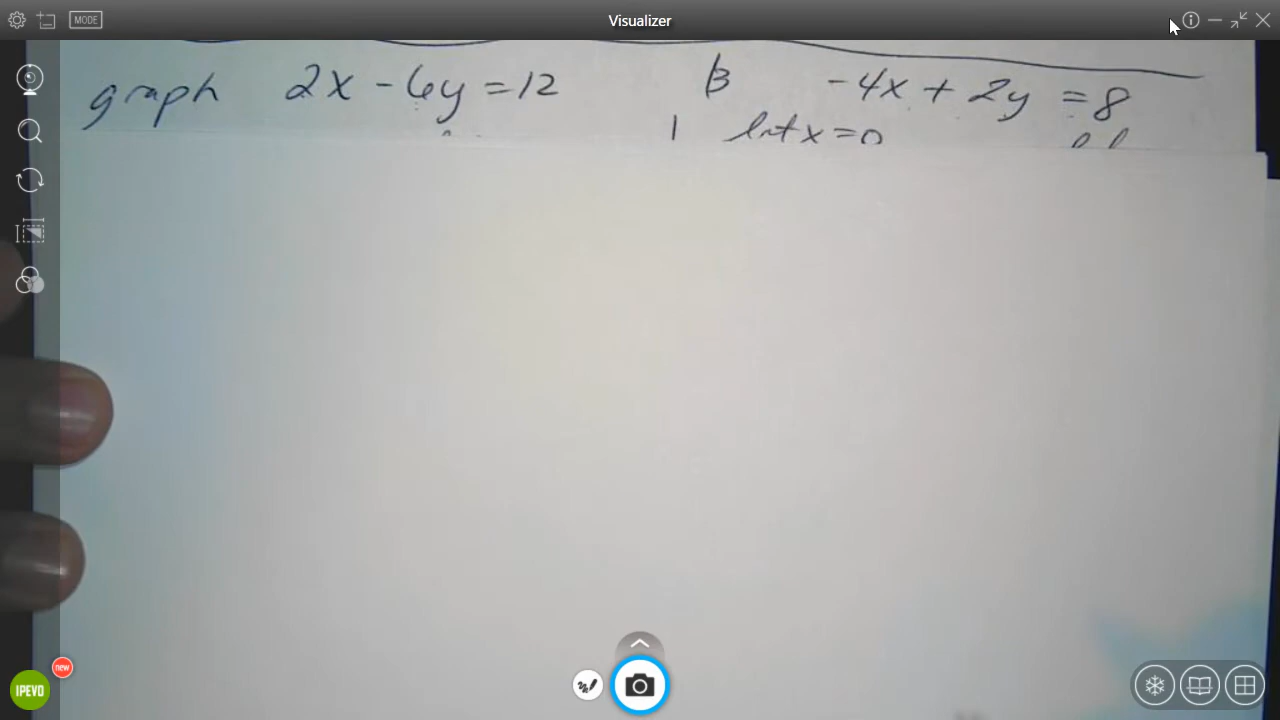 Visualizer
MODE
graph 2x - 6y = 12
B -4x + 2y = 8
1 let x = 0
new
IPEVO